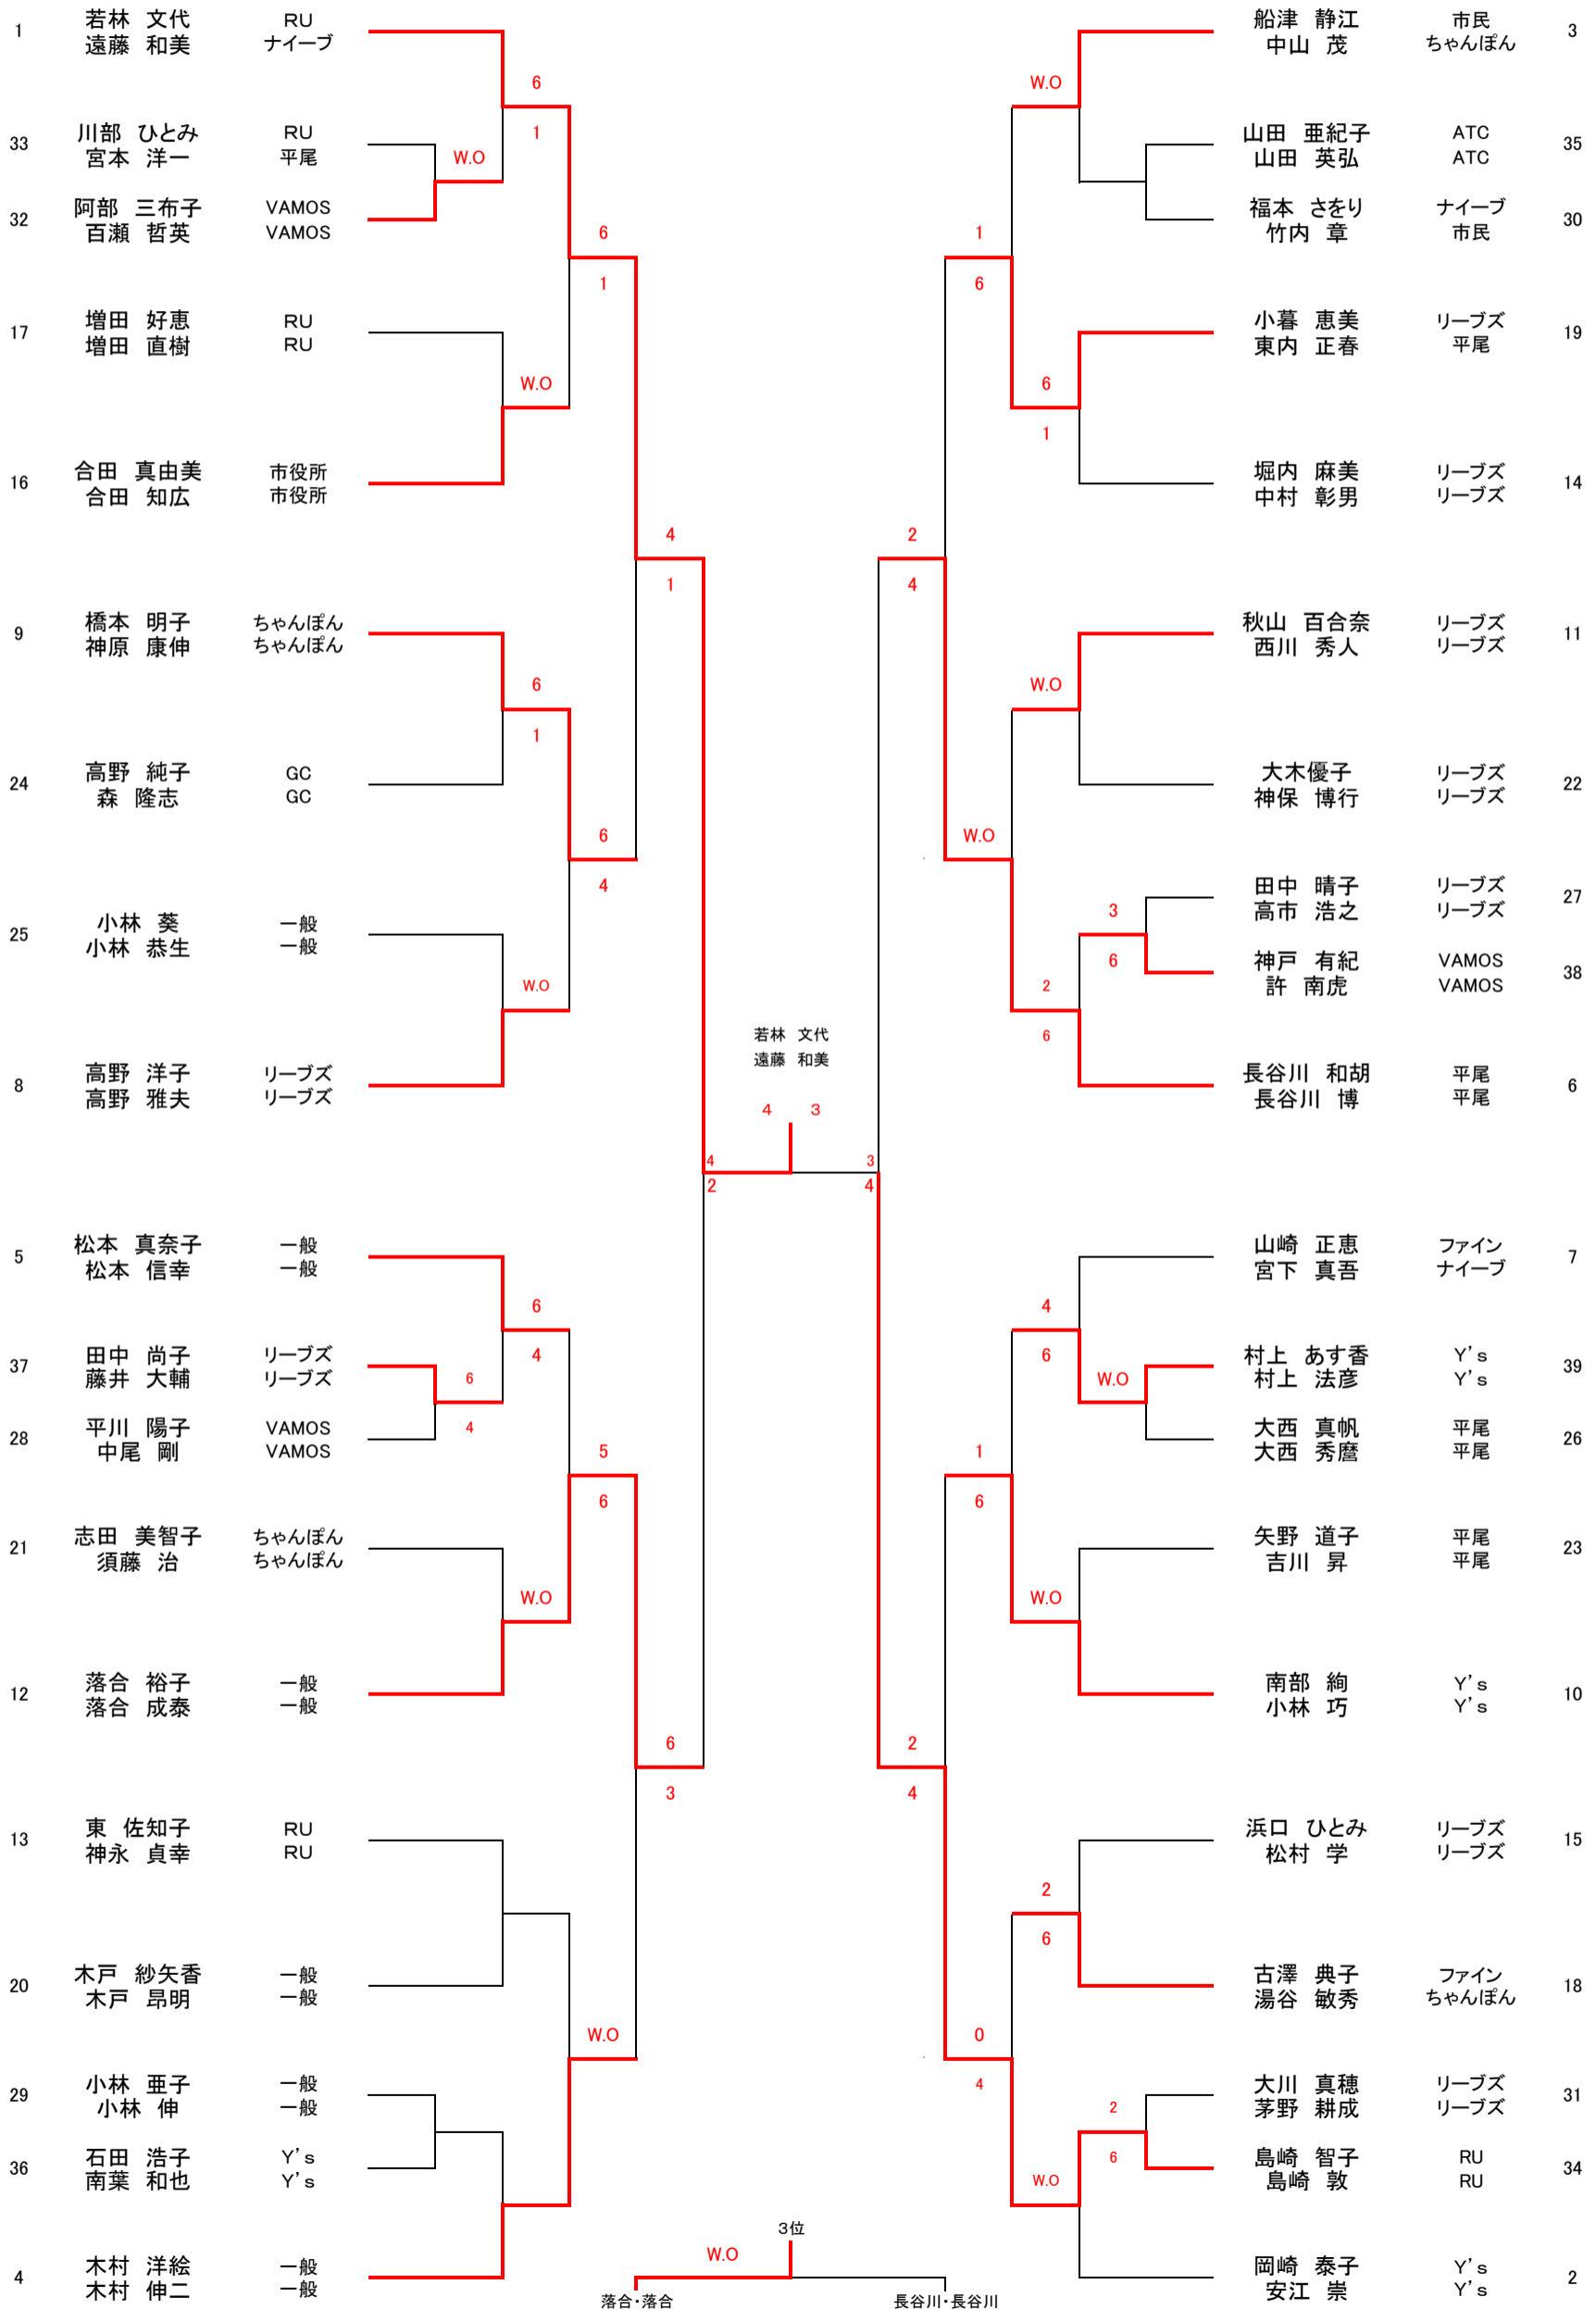 1 若林 文代 RU
遠藤 和美 ナイーブ
6
1
33 川部 ひとみ RU
宮本 洋一 平尾
W.O
32 阿部 三布子 VAMOS
百瀬 哲英 VAMOS
6
1
17 増田 好恵 RU
増田 直樹 RU
W.O
16 合田 真由美 市役所
合田 知広 市役所
4
1
9 橋本 明子 ちゃんぽん
神原 康伸 ちゃんぽん
6
1
24 高野 純子 GC
森 隆志 GC
6
4
25 小林 葵 一般
小林 恭生 一般
W.O
8 高野 洋子 リーブズ
高野 雅夫 リーブズ
4
2
5 松本 真奈子 一般
松本 信幸 一般
6
4
37 田中 尚子 リーブズ
藤井 大輔 リーブズ
6
4
28 平川 陽子 VAMOS
中尾 剛 VAMOS
5
6
21 志田 美智子 ちゃんぽん
須藤 治 ちゃんぽん
W.O
12 落合 裕子 一般
落合 成泰 一般
6
3
13 東 佐知子 RU
神永 貞幸 RU
20 木戸 紗矢香 一般
木戸 昂明 一般
W.O
29 小林 亜子 一般
小林 伸 一般
36 石田 浩子 Y's
南葉 和也 Y's
4 木村 洋絵 一般
木村 伸二 一般
若林 文代
遠藤 和美
4 3
船津 静江 市民 3
中山 茂 ちゃんぽん
W.O
山田 亜紀子 ATC 35
山田 英弘 ATC
福本 さをり ナイーブ 30
竹内 章 市民
1
6
小暮 恵美 リーブズ 19
東内 正春 平尾
6
1
堀内 麻美 リーブズ 14
中村 彰男 リーブズ
2
4
秋山 百合奈 リーブズ 11
西川 秀人 リーブズ
W.O
大木優子 リーブズ 22
神保 博行 リーブズ
W.O
田中 晴子 リーブズ 27
高市 浩之 リーブズ
3
6
神戸 有紀 VAMOS 38
許 南虎 VAMOS
2
6
長谷川 和胡 平尾 6
長谷川 博 平尾
3
4
山崎 正恵 ファイン 7
宮下 真吾 ナイーブ
4
6
村上 あす香 Y's 39
村上 法彦 Y's
W.O
大西 真帆 平尾 26
大西 秀麿 平尾
1
6
矢野 道子 平尾 23
吉川 昇 平尾
W.O
南部 絢 Y's 10
小林 巧 Y's
2
4
浜口 ひとみ リーブズ 15
松村 学 リーブズ
2
6
古澤 典子 ファイン 18
湯谷 敏秀 ちゃんぽん
0
4
大川 真穂 リーブズ 31
茅野 耕成 リーブズ
2
6
島崎 智子 RU 34
島崎 敦 RU
W.O
岡崎 泰子 Y's 2
安江 崇 Y's
3位
W.O
落合・落合 長谷川・長谷川